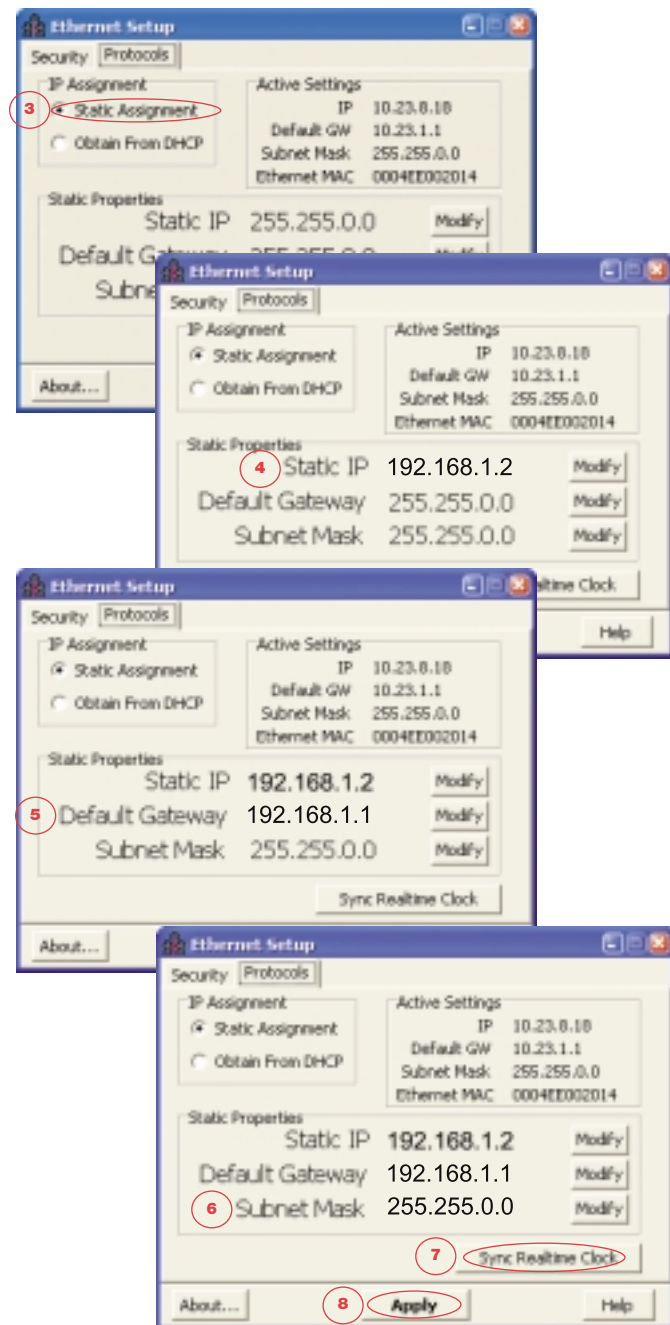 Ethernet Setup
Security Protocols
IP Assignment
3 Static Assignment
Obtain From DHCP
Active Settings
IP 10.23.8.18
Default GW 10.23.1.1
Subnet Mask 255.255.0.0
Ethernet MAC 0004EE002014
Static Properties
Static IP 255.255.0.0 Modify
Default
About...
Ethernet Setup
Security Protocols
IP Assignment
Static Assignment
Obtain From DHCP
Active Settings
IP 10.23.8.18
Default GW 10.23.1.1
Subnet Mask 255.255.0.0
Ethernet MAC 0004EE002014
Static Properties
4 Static IP 192.168.1.2 Modify
Default Gateway 255.255.0.0 Modify
Subnet Mask 255.255.0.0 Modify
Clock
Help
Ethernet Setup
Security Protocols
IP Assignment
Static Assignment
Obtain From DHCP
Active Settings
IP 10.23.8.18
Default GW 10.23.1.1
Subnet Mask 255.255.0.0
Ethernet MAC 0004EE002014
Static Properties
Static IP 192.168.1.2 Modify
5 Default Gateway 192.168.1.1 Modify
Subnet Mask 255.255.0.0 Modify
Sync Realtime Clock
About...
Ethernet Setup
Security Protocols
IP Assignment
Static Assignment
Obtain From DHCP
Active Settings
IP 10.23.8.18
Default GW 10.23.1.1
Subnet Mask 255.255.0.0
Ethernet MAC 0004EE002014
Static Properties
Static IP 192.168.1.2 Modify
Default Gateway 192.168.1.1 Modify
6 Subnet Mask 255.255.0.0 Modify
7 Sync Realtime Clock
About... 8 Apply Help